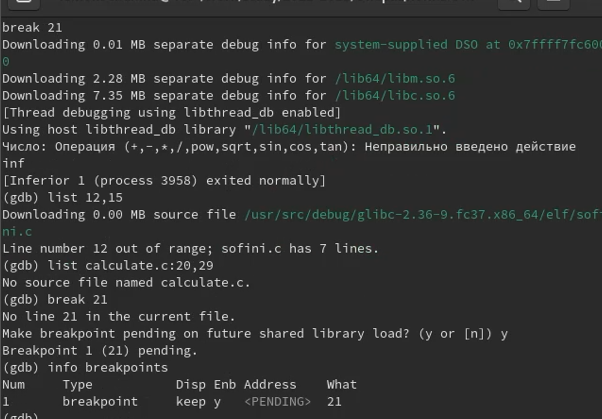 break 21
Downloading 0.01 MB separate debug info for system-supplied DSO at 0x7ffff7fc600
0
Downloading 2.28 MB separate debug info for /lib64/libm.so.6
Downloading 7.35 MB separate debug info for /lib64/libc.so.6
[Thread debugging using libthread_db enabled]
Using host libthread_db library "/lib64/libthread_db.so.1".
Число: Операция (+,-,*,/,pow,sqrt,sin,cos,tan): Неправильно введено действие
inf
[Inferior 1 (process 3958) exited normally]
(gdb) list 12,15
Downloading 0.00 MB source file /usr/src/debug/glibc-2.36-9.fc37.x86_64/elf/sofi
ni.c
Line number 12 out of range; sofini.c has 7 lines.
(gdb) list calculate.c:20,29
No source file named calculate.c.
(gdb) break 21
No line 21 in the current file.
Make breakpoint pending on future shared library load? (y or [n]) y
Breakpoint 1 (21) pending.
(gdb) info breakpoints
Num Type Disp Enb Address What
1 breakpoint keep y <PENDING> 21
(gdb)